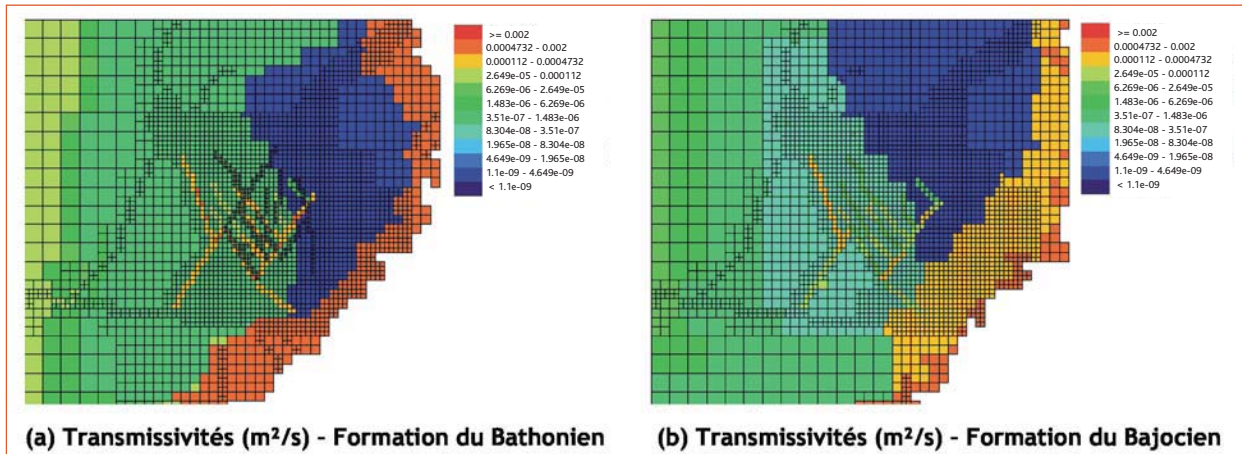 >= 0.002
0.0004732 - 0.002
0.000112 - 0.0004732
2.649e-05 - 0.000112
6.269e-06 - 2.649e-05
1.483e-06 - 6.269e-06
3.51e-07 - 1.483e-06
8.304e-08 - 3.51e-07
1.965e-08 - 8.304e-08
4.649e-09 - 1.965e-08
1.1e-09 - 4.649e-09
< 1.1e-09
(a) Transmissivités (m²/s) - Formation du Bathonien
>= 0.002
0.0004732 - 0.002
0.000112 - 0.0004732
2.649e-05 - 0.000112
6.269e-06 - 2.649e-05
1.483e-06 - 6.269e-06
3.51e-07 - 1.483e-06
8.304e-08 - 3.51e-07
1.965e-08 - 8.304e-08
4.649e-09 - 1.965e-08
1.1e-09 - 4.649e-09
< 1.1e-09
(b) Transmissivités (m²/s) - Formation du Bajocien